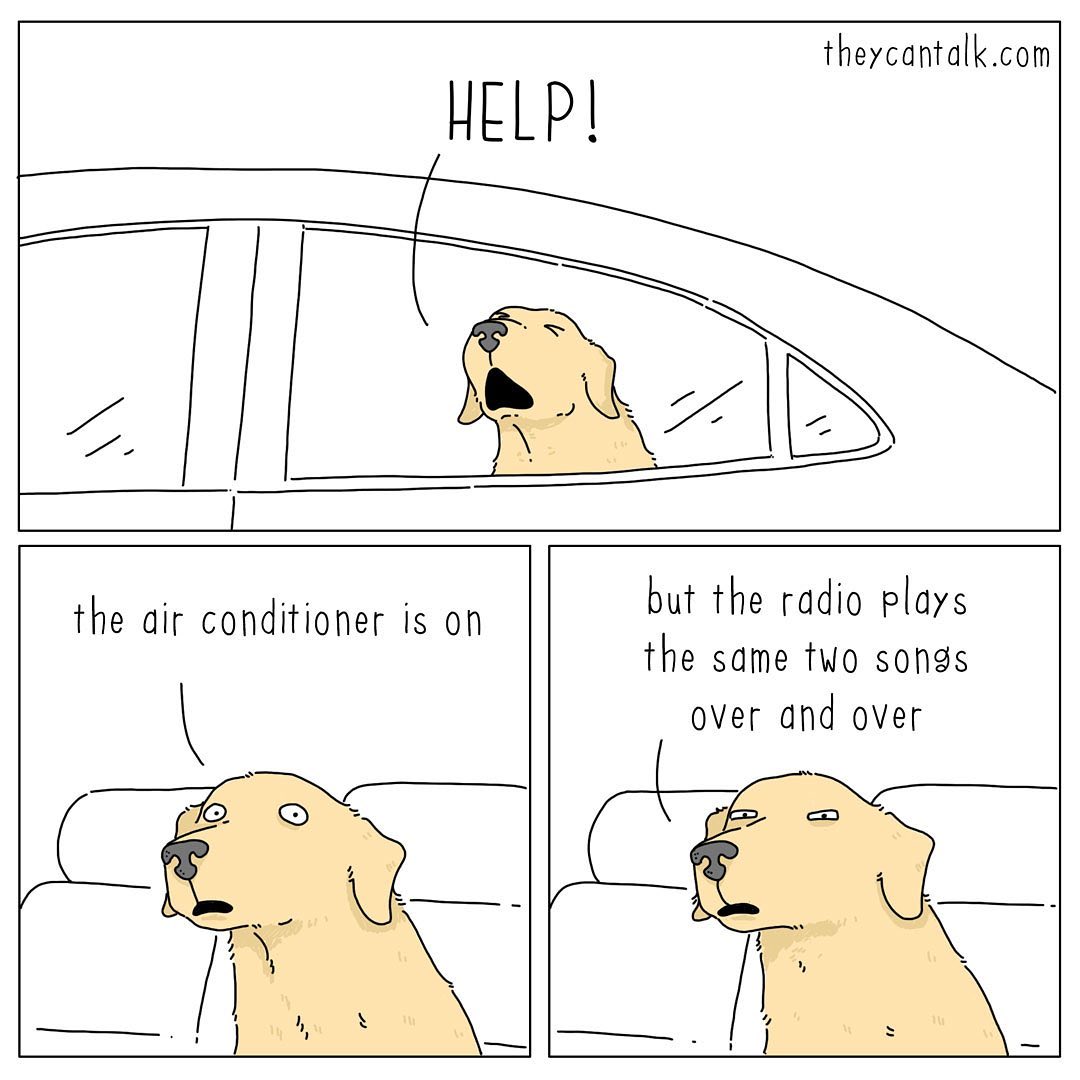 theycantalk.com
HELP!
the air conditioner is on
but the radio plays
the same two songs
over and over